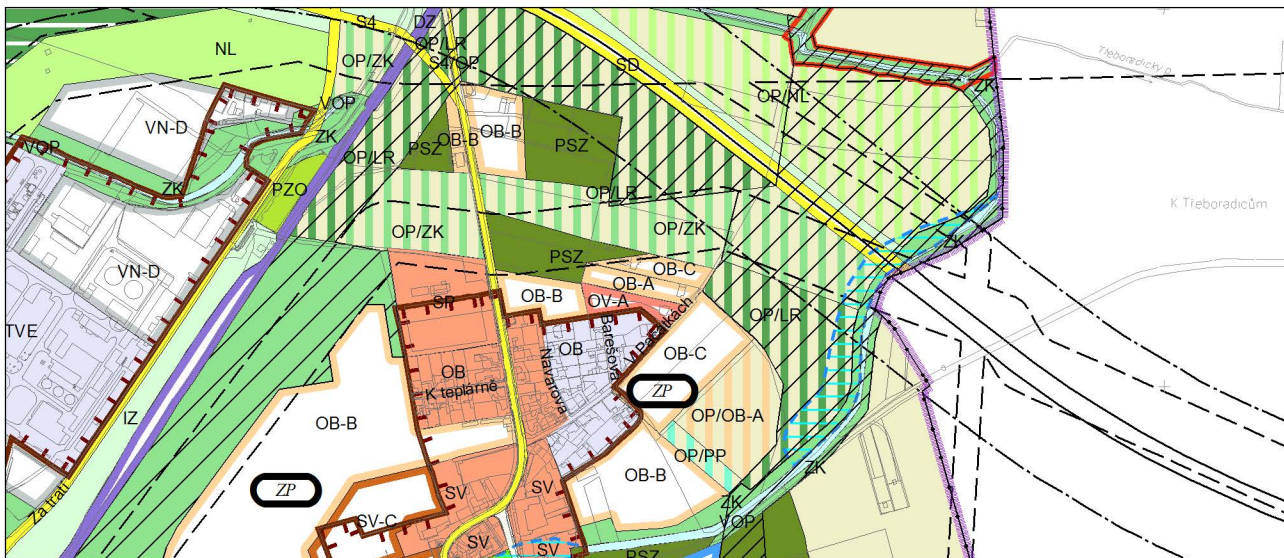 S4
DZ
NL
OP/LR
OP/ZK
S4/OP
SD
Třeboradický p.
ZK
OP/NL
VOP
VN-D
OB-B
OB-B
ZK
VOP
PSZ
PSZ
OP/LR
ZK
PZO
OP/LR
K Třeboradicům
OP/ZK
OP/ZK
ZK
PSZ
VN-D
OB-C
OB-A
SP
OB-B
OV-A
OP/LR
TVE
V Pačátkách
Barešova
OB
OB-C
OB
Navarova
K teplárně
ZP
IZ
OB-B
OP/OB-A
OP/PP
OB-B
ZK
SV
SV
ZP
ZK
Za tratí
SV-C
VOP
SV
SV
PSZ